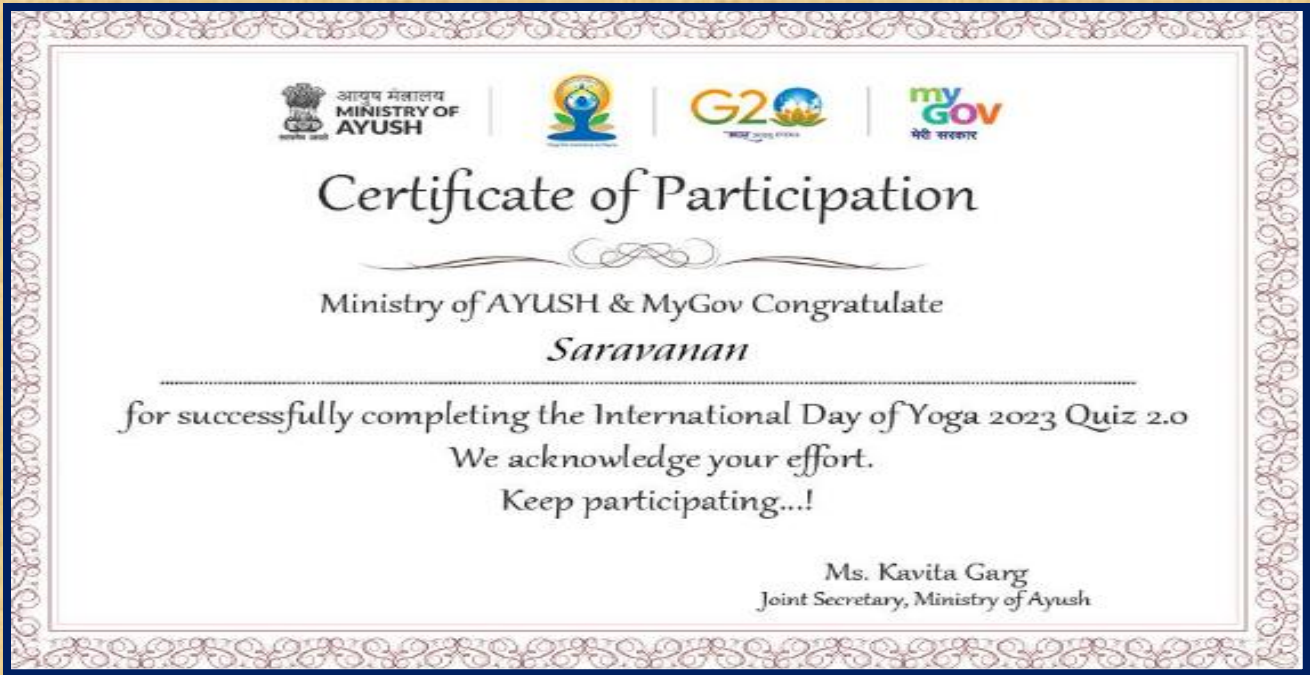 आयुष मंत्रालय
MINISTRY OF
AYUSH
G20
my
GOV
मेरी सरकार
Certificate of Participation
Ministry of AYUSH & MyGov Congratulate
Saravanan
for successfully completing the International Day of Yoga 2023 Quiz 2.0
We acknowledge your effort.
Keep participating...!
Ms. Kavita Garg
Joint Secretary, Ministry of Ayush